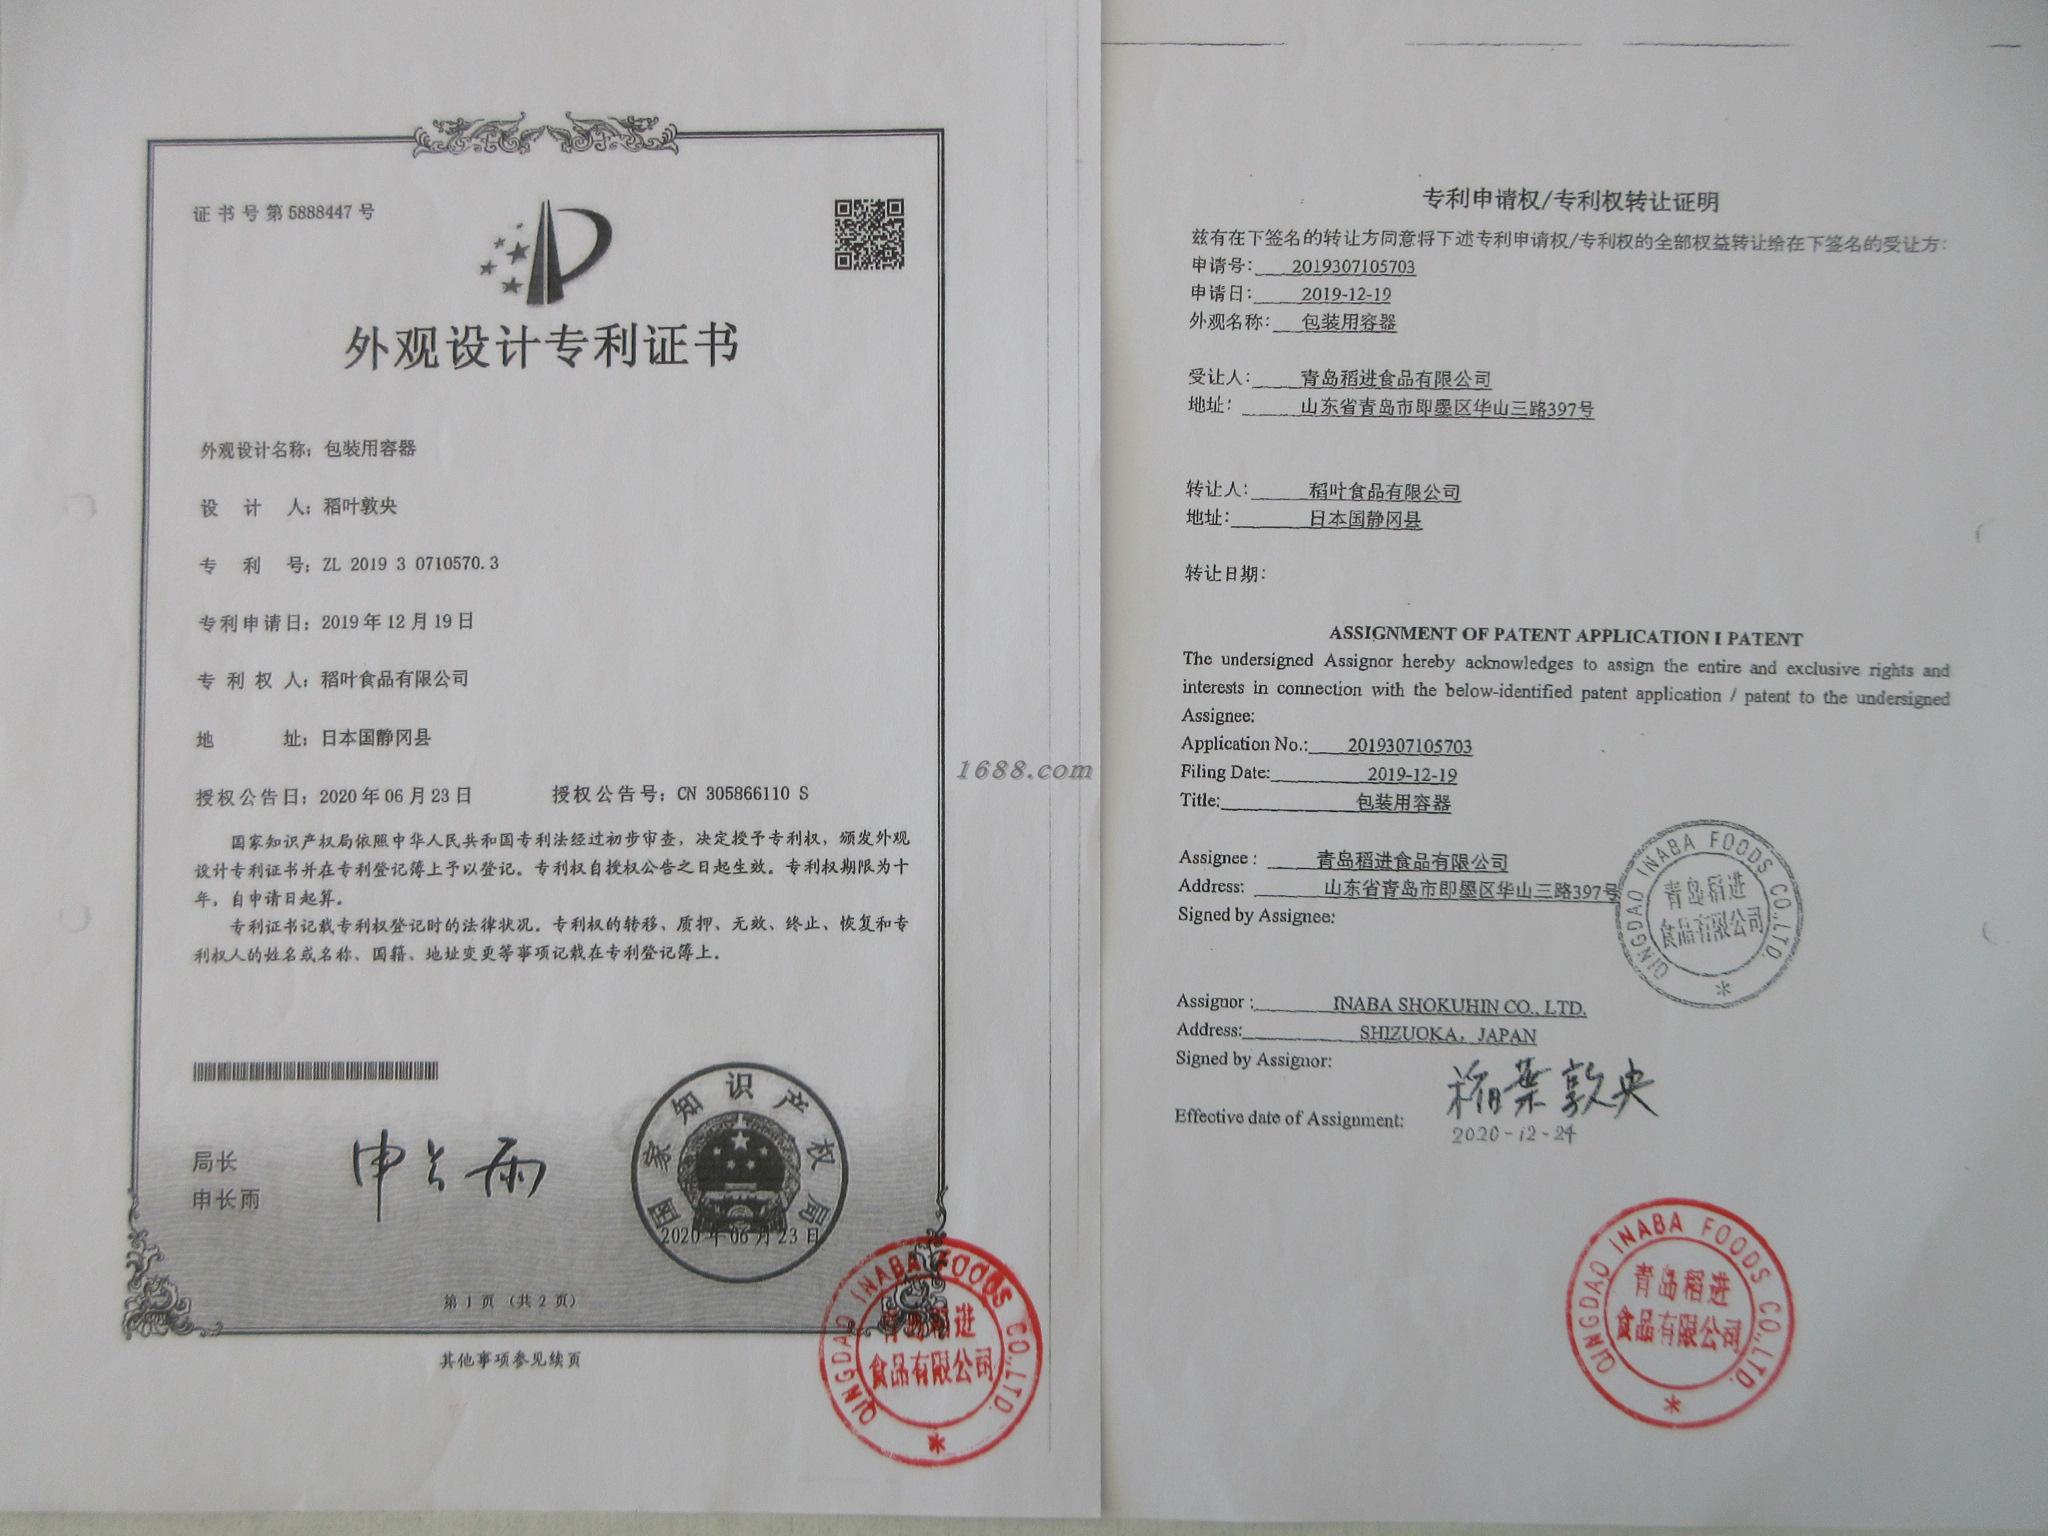 证书号第5888447号
外观设计专利证书
外观设计名称：包装用容器
设计人：稻叶敦央
专利号：ZL 2019 3 0710570.3
专利申请日：2019年12月19日
专利权人：稻叶食品有限公司
地址：日本国静冈县
授权公告日：2020年06月23日 授权公告号：CN 305866110 S
国家知识产权局依照中华人民共和国专利法经过初步审查，决定授予专利权，颁发外观
设计专利证书并在专利登记簿上予以登记。专利权自授权公告之日起生效。专利权期限为十
年，自申请日起算。
专利证书记载专利权登记时的法律状况。专利权的转移、质押、无效、终止、恢复和专
利权人的姓名或名称、国籍、地址变更等事项记载在专利登记簿上。
局长
申长雨
申长雨
国家知识产权局
2020年06月23日
第1页（共2页）
其他事项参见续页
QINGDAO INABA FOODS CO.,LTD.
青岛稻进
食品有限公司
1688.com
专利申请权/专利权转让证明
兹有在下签名的转让方同意将下述专利申请权/专利权的全部权益转让给在下签名的受让方：
申请号：2019307105703
申请日：2019-12-19
外观名称：包装用容器
受让人：青岛稻进食品有限公司
地址：山东省青岛市即墨区华山三路397号
转让人：稻叶食品有限公司
地址：日本国静冈县
转让日期：
ASSIGNMENT OF PATENT APPLICATION I PATENT
The undersigned Assignor hereby acknowledges to assign the entire and exclusive rights and
interests in connection with the below-identified patent application / patent to the undersigned
Assignee:
Application No.: 2019307105703
Filing Date: 2019-12-19
Title: 包装用容器
Assignee : 青岛稻进食品有限公司
Address: 山东省青岛市即墨区华山三路397号
Signed by Assignee:
QINGDAO INABA FOODS CO.,LTD.
青岛稻进
食品有限公司
Assignor : INABA SHOKUHIN CO., LTD.
Address: SHIZUOKA, JAPAN
Signed by Assignor:
稲葉敦央
Effective date of Assignment:
2020-12-24
QINGDAO INABA FOODS CO.,LTD.
青岛稻进
食品有限公司